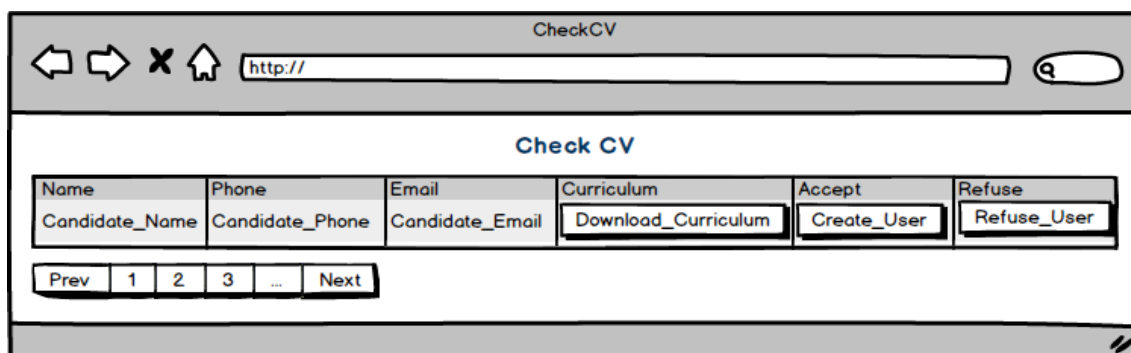 CheckCV
http://
Check CV
Name Phone Email Curriculum Accept Refuse
Candidate_Name Candidate_Phone Candidate_Email Download_Curriculum Create_User Refuse_User
Prev 1 2 3 ... Next